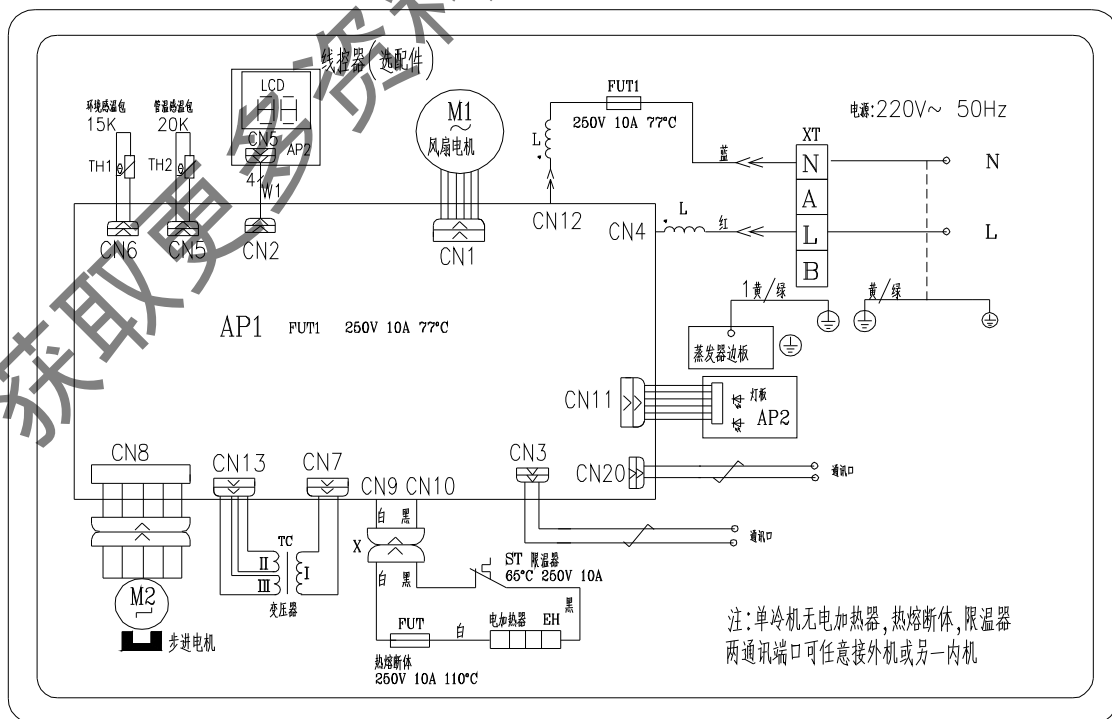 获取更多资料
线控器(选配件)
LCD
CN5
AP2
4
W1
环境感温包
15K
管温感温包
20K
TH1
TH2
M1
~
风扇电机
L
FUT1
250V 10A 77°C
电源:220V~ 50Hz
XT
蓝
N
N
A
CN6
CN5
CN2
CN1
CN12
CN4
L
红
L
L
B
1黄/绿
黄/绿
AP1 FUT1 250V 10A 77°C
蒸发器边板
CN11
灯板
AP2
CN8
CN13
CN7
CN9 CN10
CN3
CN20
通讯口
白 黑
通讯口
X
TC
II
III
I
变压器
白 黑
ST 限温器
65°C 250V 10A
黑
M2
步进电机
FUT
白
电加热器 EH
热熔断体
250V 10A 110°C
注:单冷机无电加热器,热熔断体,限温器
两通讯端口可任意接外机或另一内机